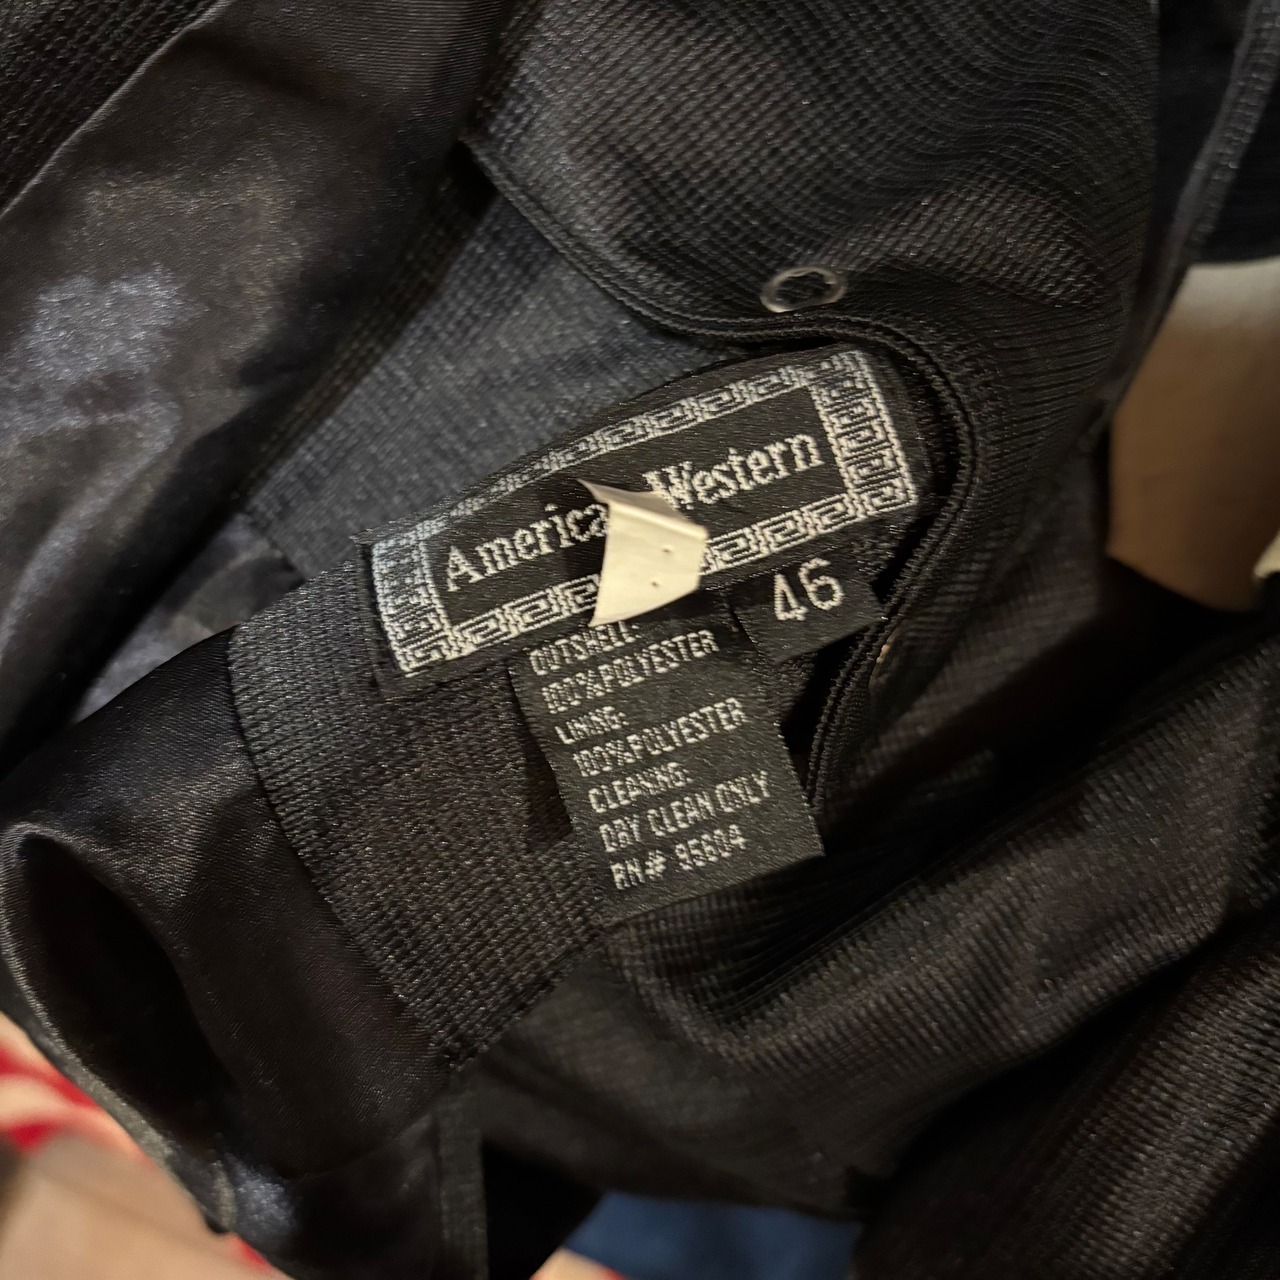 America Western
46
OUTSHELL:
100%POLYESTER
LINING:
100%POLYESTER
CLEANING:
DRY CLEAN ONLY
RN# 95604